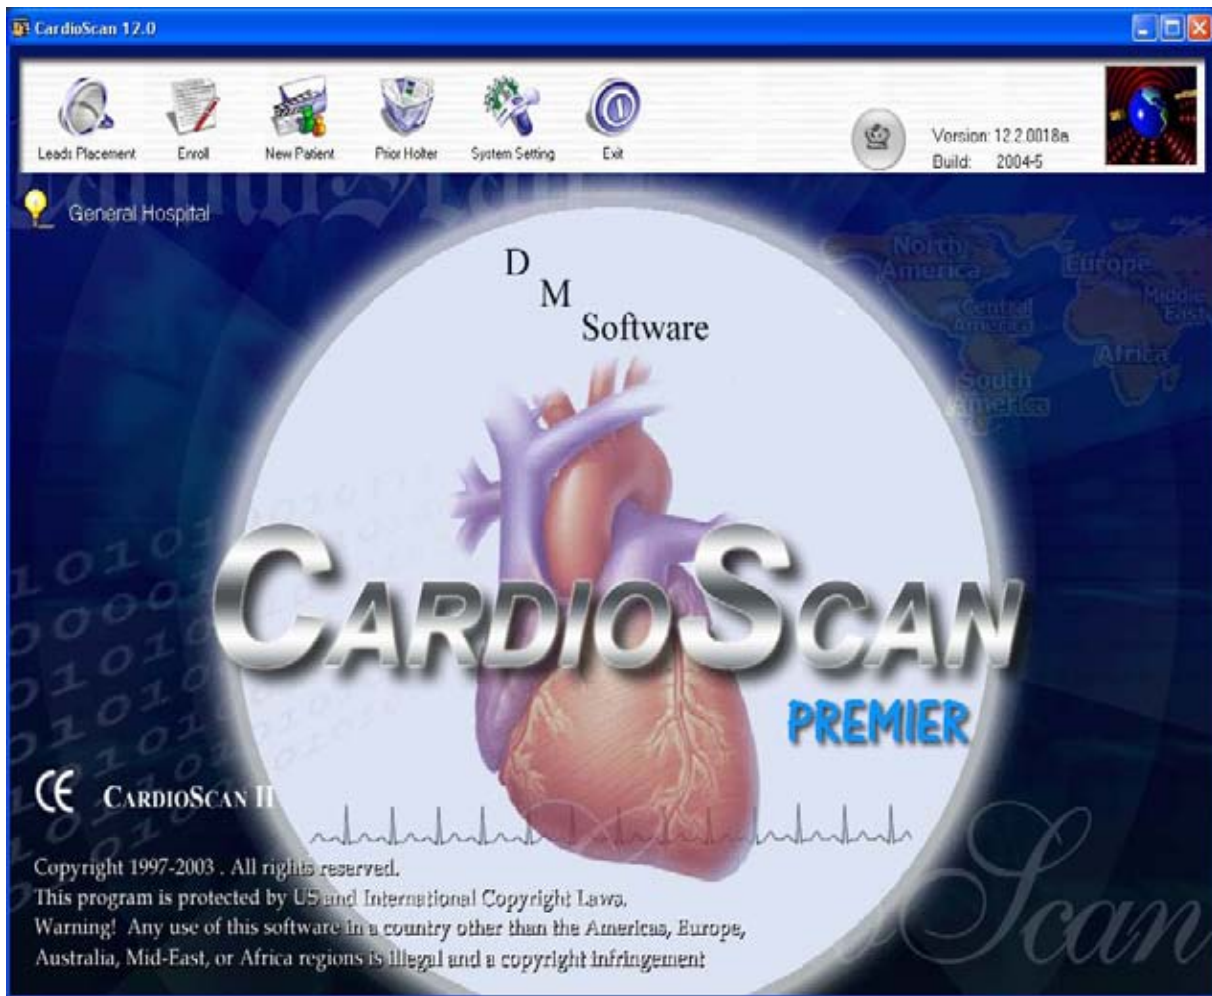 CardioScan 12.0
Leads Placement
Enroll
New Patient
Prior Holter
System Setting
Exit
Version: 12.2.0018a
Build: 2004-5
General Hospital
North
America
Europe
Middle
East
Central
America
Africa
South
America
D
M
Software
CARDIOSCAN
PREMIER
CE CARDIOSCAN II
Copyright 1997-2003 . All rights reserved.
This program is protected by US and International Copyright Laws.
Warning! Any use of this software in a country other than the Americas, Europe,
Australia, Mid-East, or Africa regions is illegal and a copyright infringement
Scan